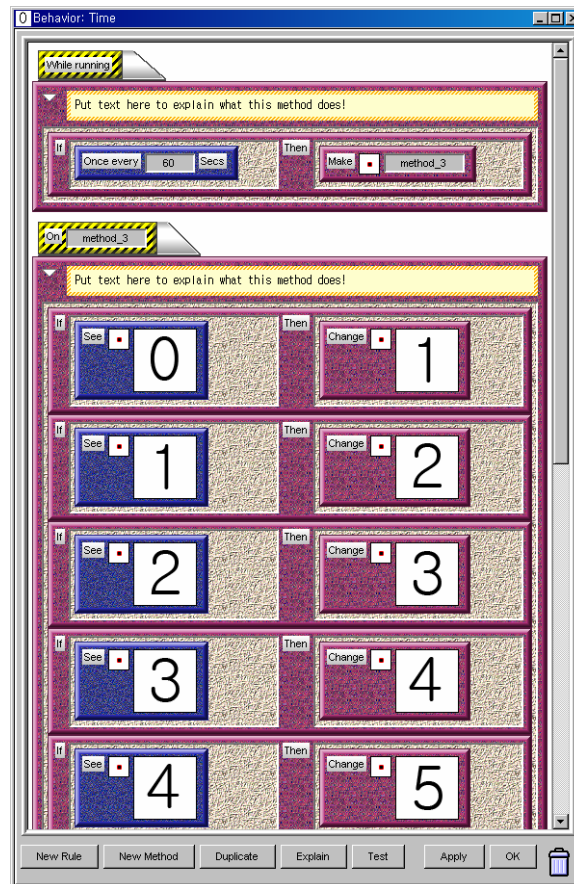 0 Behavior: Time
While running
Put text here to explain what this method does!
If Once every 60 Secs Then Make method_3
On method_3
Put text here to explain what this method does!
If See 0 Then Change 1
If See 1 Then Change 2
If See 2 Then Change 3
If See 3 Then Change 4
If See 4 Then Change 5
New Rule New Method Duplicate Explain Test Apply OK